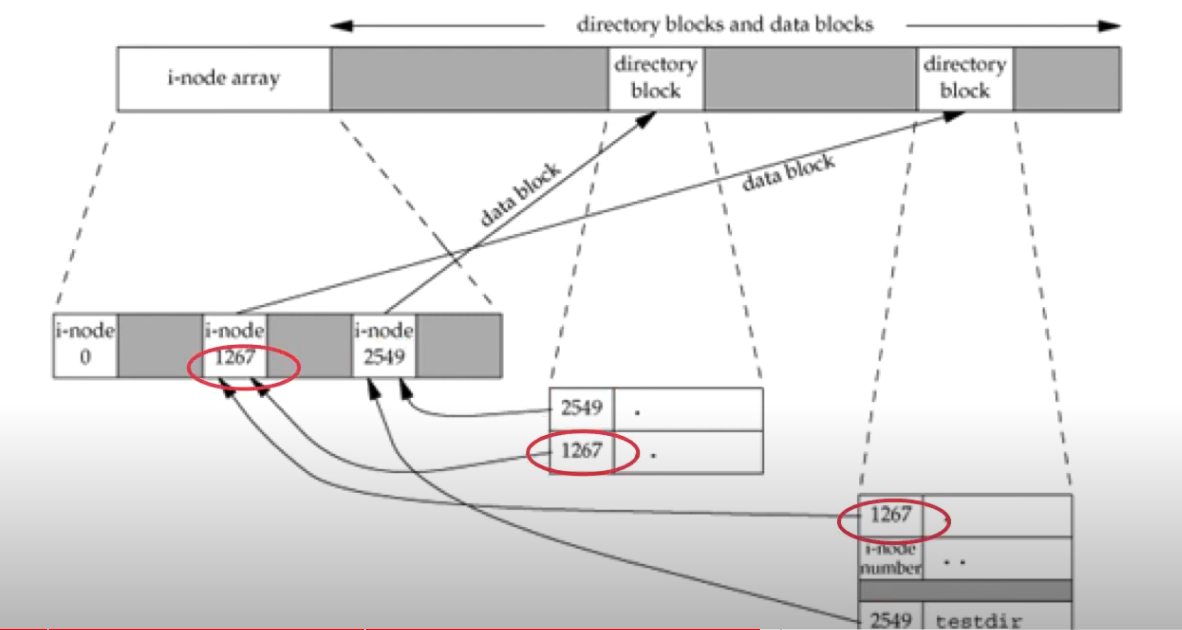 directory blocks and data blocks
i-node array
directory
block
directory
block
data block
data block
i-node
0
i-node
1267
i-node
2549
2549 .
1267 .
1267 .
i-node
number ..
2549 testdir